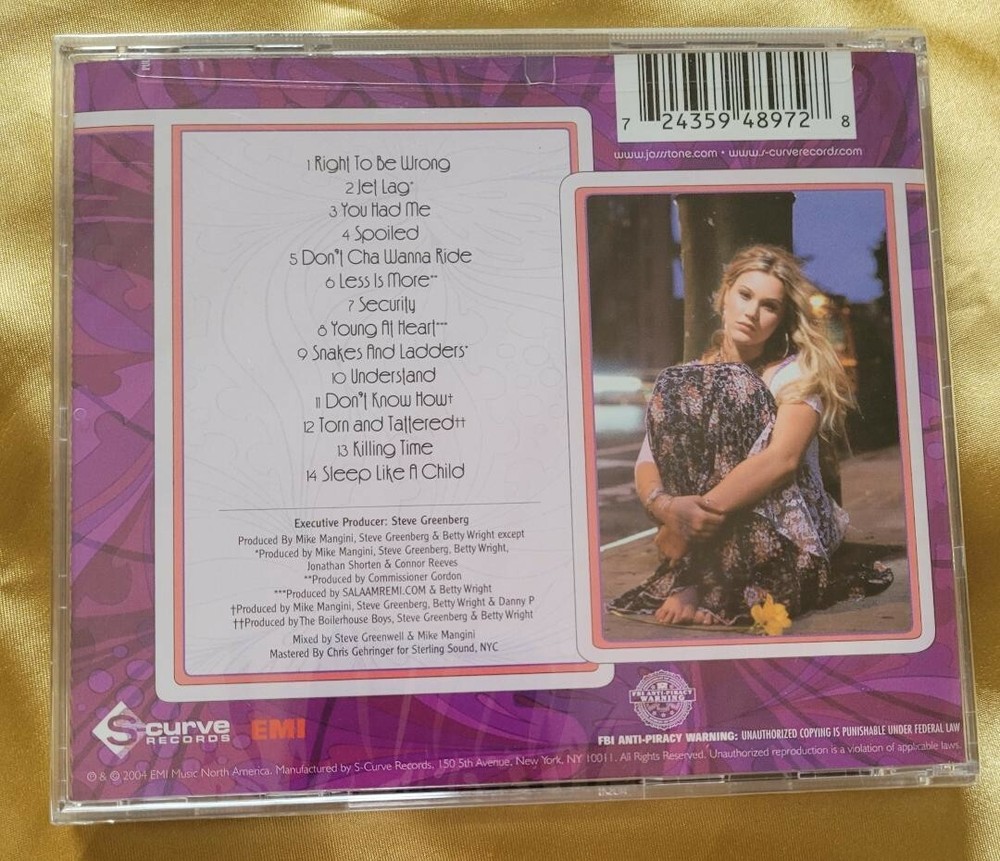 7 24359 48972 8
www.jossstone.com • www.s-curverecords.com
1 Right To Be Wrong
2 Jet Lag*
3 You Had Me
4 Spoiled
5 Don't Cha Wanna Ride
6 Less Is More**
7 Security
8 Young At Heart***
9 Snakes And Ladders*
10 Understand
11 Don't Know How†
12 Torn and Tattered††
13 Killing Time
14 Sleep Like A Child
Executive Producer: Steve Greenberg
Produced By Mike Mangini, Steve Greenberg & Betty Wright except
*Produced by Mike Mangini, Steve Greenberg, Betty Wright,
Jonathan Shorten & Connor Reeves
**Produced by Commissioner Gordon
***Produced by SALAAMREMI.COM & Betty Wright
†Produced by Mike Mangini, Steve Greenberg, Betty Wright & Danny P
††Produced by The Boilerhouse Boys, Steve Greenberg & Betty Wright
Mixed by Steve Greenwell & Mike Mangini
Mastered By Chris Gehringer for Sterling Sound, NYC
S-curve
RECORDS
EMI
FBI ANTI-PIRACY
WARNING
FBI ANTI-PIRACY WARNING: UNAUTHORIZED COPYING IS PUNISHABLE UNDER FEDERAL LAW
℗ & © 2004 EMI Music North America. Manufactured by S-Curve Records, 150 5th Avenue, New York, NY 10011. All Rights Reserved. Unauthorized reproduction is a violation of applicable laws.